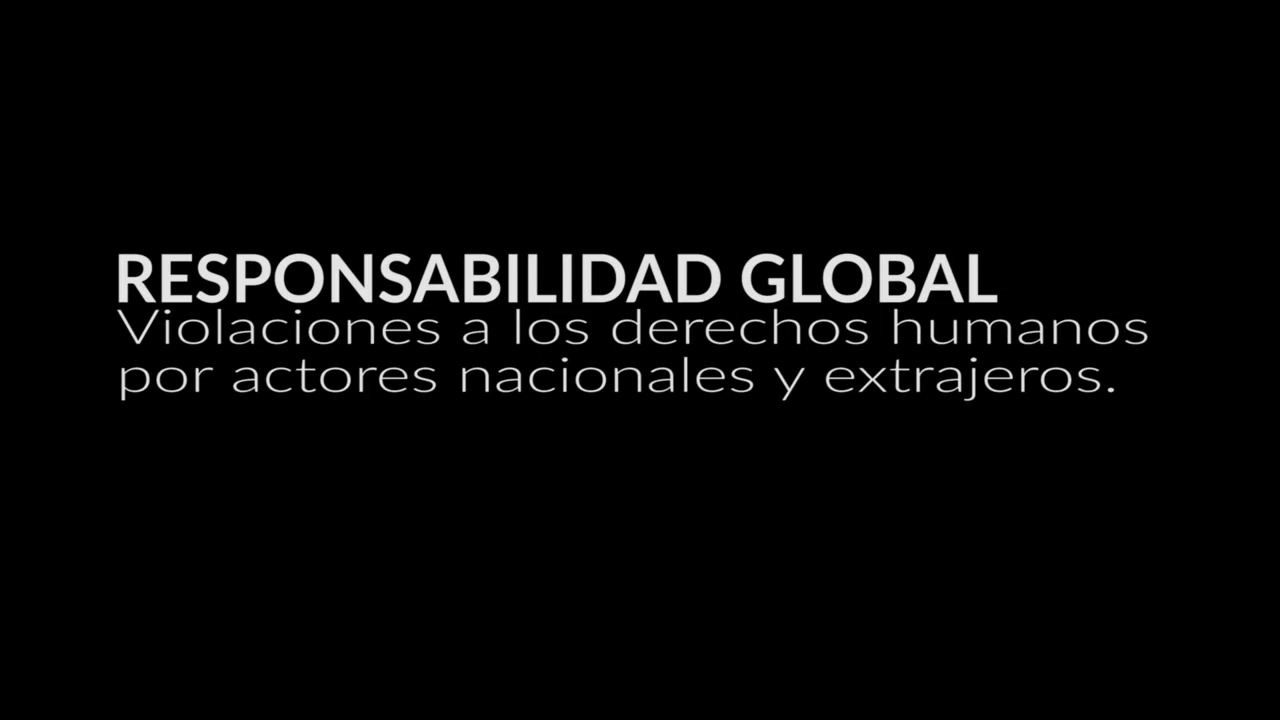 RESPONSABILIDAD GLOBAL
Violaciones a los derechos humanos
por actores nacionales y extrajeros.